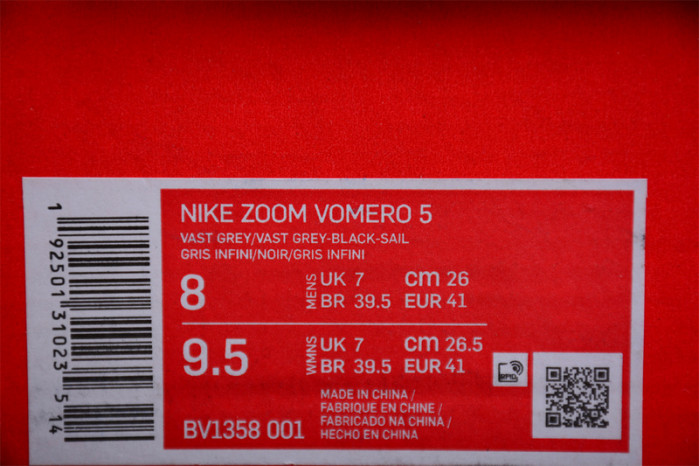 NIKE ZOOM VOMERO 5
VAST GREY/VAST GREY-BLACK-SAIL
GRIS INFINI/NOIR/GRIS INFINI
8 MENS UK 7 cm 26
BR 39.5 EUR 41
9.5 WMNS UK 7 cm 26.5
BR 39.5 EUR 41
MADE IN CHINA /
FABRIQUE EN CHINE /
FABRICADO NA CHINA /
HECHO EN CHINA
BV1358 001
1 92501 31023 5 14